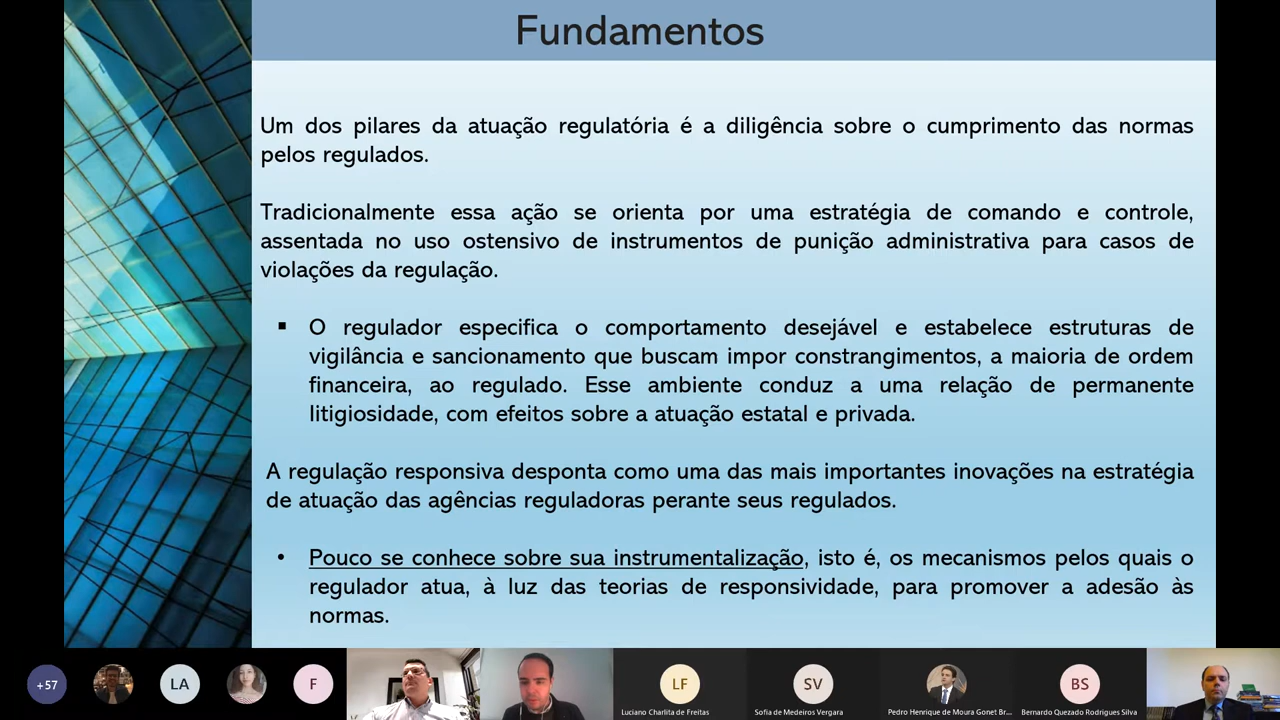 Fundamentos
Um dos pilares da atuação regulatória é a diligência sobre o cumprimento das normas
pelos regulados.
Tradicionalmente essa ação se orienta por uma estratégia de comando e controle,
assentada no uso ostensivo de instrumentos de punição administrativa para casos de
violações da regulação.
▪ O regulador especifica o comportamento desejável e estabelece estruturas de
vigilância e sancionamento que buscam impor constrangimentos, a maioria de ordem
financeira, ao regulado. Esse ambiente conduz a uma relação de permanente
litigiosidade, com efeitos sobre a atuação estatal e privada.
A regulação responsiva desponta como uma das mais importantes inovações na estratégia
de atuação das agências reguladoras perante seus regulados.
• Pouco se conhece sobre sua instrumentalização, isto é, os mecanismos pelos quais o
regulador atua, à luz das teorias de responsividade, para promover a adesão às
normas.
+57
LA
F
LF
SV
BS
Luciano Charlita de Freitas
Sofia de Medeiros Vergara
Pedro Henrique de Moura Gonet Br...
Bernardo Quezado Rodrigues Silva